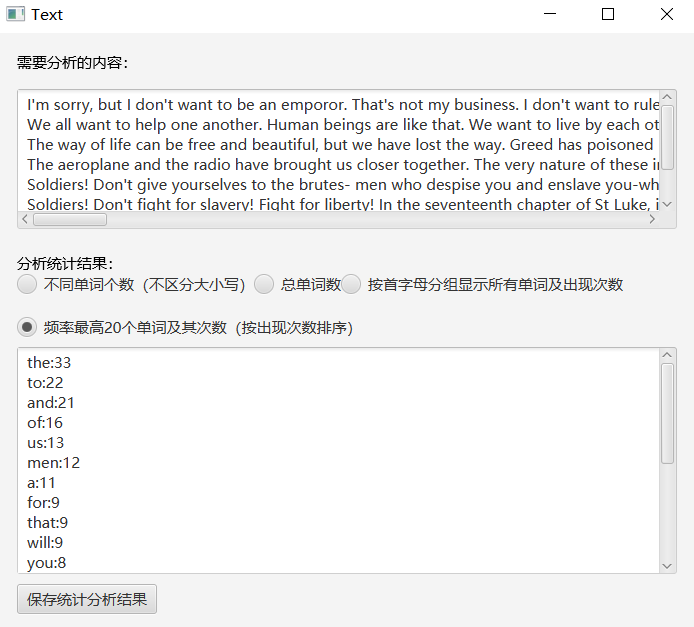 Text
需要分析的内容：
I'm sorry, but I don't want to be an emporor. That's not my business. I don't want to rule
We all want to help one another. Human beings are like that. We want to live by each ot
The way of life can be free and beautiful, but we have lost the way. Greed has poisoned
The aeroplane and the radio have brought us closer together. The very nature of these i
Soldiers! Don't give yourselves to the brutes- men who despise you and enslave you-wh
Soldiers! Don't fight for slavery! Fight for liberty! In the seventeenth chapter of St Luke, i
分析统计结果：
不同单词个数（不区分大小写） 总单词数 按首字母分组显示所有单词及出现次数
频率最高20个单词及其次数（按出现次数排序）
the:33
to:22
and:21
of:16
us:13
men:12
a:11
for:9
that:9
will:9
you:8
保存统计分析结果